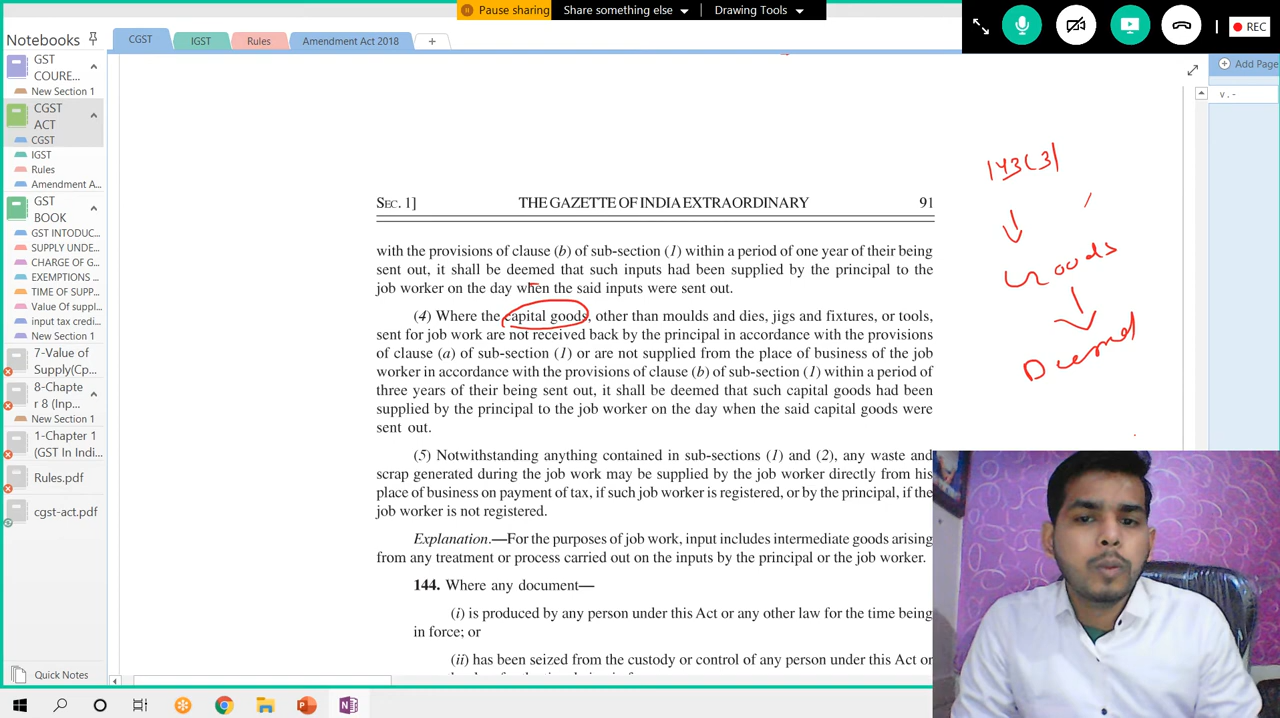 Pause sharing
Share something else
Drawing Tools
REC
Notebooks
CGST
IGST
Rules
Amendment Act 2018
+
Add Page
GST
COURE...
New Section 1
CGST
ACT
CGST
IGST
Rules
Amendment A...
GST
BOOK
GST INTODUC...
SUPPLY UNDE...
CHARGE OF G...
EXEMPTIONS
TIME OF SUPP...
Value Of suppl...
input tax credi...
7-Value of
Supply(Cp...
8-Chapte
r 8 (Inp...
New Section 1
1-Chapter 1
(GST In Indi...
Rules.pdf
cgst-act.pdf
Quick Notes
v . -
SEC. 1] THE GAZETTE OF INDIA EXTRAORDINARY 91
with the provisions of clause (b) of sub-section (1) within a period of one year of their being
sent out, it shall be deemed that such inputs had been supplied by the principal to the
job worker on the day when the said inputs were sent out.
(4) Where the capital goods, other than moulds and dies, jigs and fixtures, or tools,
sent for job work are not received back by the principal in accordance with the provisions
of clause (a) of sub-section (1) or are not supplied from the place of business of the job
worker in accordance with the provisions of clause (b) of sub-section (1) within a period of
three years of their being sent out, it shall be deemed that such capital goods had been
supplied by the principal to the job worker on the day when the said capital goods were
sent out.
(5) Notwithstanding anything contained in sub-sections (1) and (2), any waste and
scrap generated during the job work may be supplied by the job worker directly from his
place of business on payment of tax, if such job worker is registered, or by the principal, if the
job worker is not registered.
Explanation.—For the purposes of job work, input includes intermediate goods arising
from any treatment or process carried out on the inputs by the principal or the job worker.
144. Where any document—
(i) is produced by any person under this Act or any other law for the time being
in force; or
(ii) has been seized from the custody or control of any person under this Act or
143(3)
Goods
Deemed